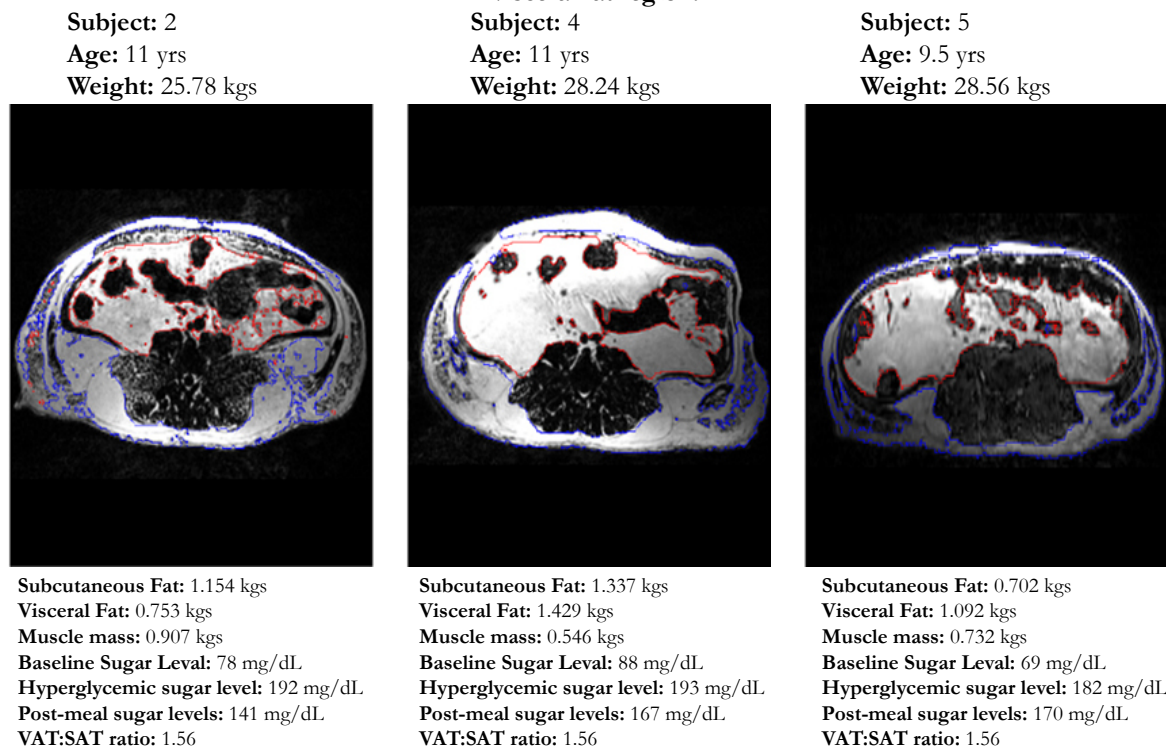 Subject: 2
Age: 11 yrs
Weight: 25.78 kgs
Subject: 4
Age: 11 yrs
Weight: 28.24 kgs
Subject: 5
Age: 9.5 yrs
Weight: 28.56 kgs
Subcutaneous Fat: 1.154 kgs
Visceral Fat: 0.753 kgs
Muscle mass: 0.907 kgs
Baseline Sugar Leval: 78 mg/dL
Hyperglycemic sugar level: 192 mg/dL
Post-meal sugar levels: 141 mg/dL
VAT:SAT ratio: 1.56
Subcutaneous Fat: 1.337 kgs
Visceral Fat: 1.429 kgs
Muscle mass: 0.546 kgs
Baseline Sugar Leval: 88 mg/dL
Hyperglycemic sugar level: 193 mg/dL
Post-meal sugar levels: 167 mg/dL
VAT:SAT ratio: 1.56
Subcutaneous Fat: 0.702 kgs
Visceral Fat: 1.092 kgs
Muscle mass: 0.732 kgs
Baseline Sugar Leval: 69 mg/dL
Hyperglycemic sugar level: 182 mg/dL
Post-meal sugar levels: 170 mg/dL
VAT:SAT ratio: 1.56